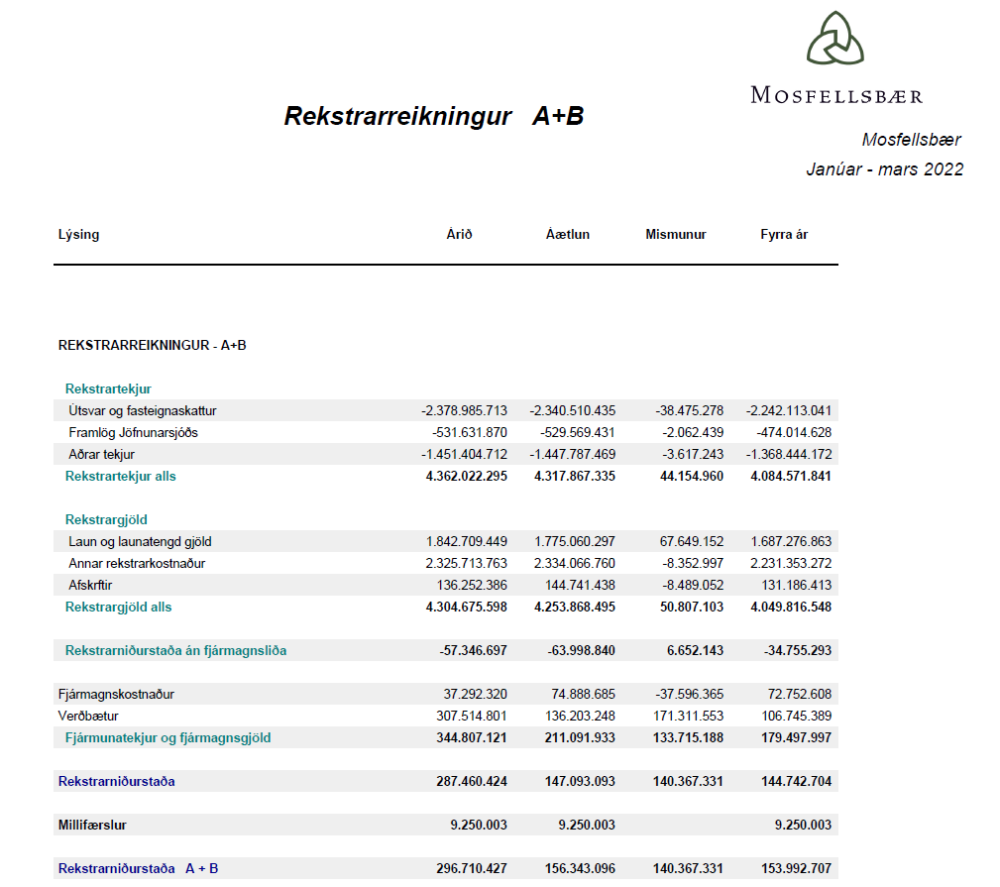 MOSFELLSBÆR
Rekstrarreikningur A+B
Mosfellsbær
Janúar - mars 2022
Lýsing Árið Áætlun Mismunur Fyrra ár
REKSTRARREIKNINGUR - A+B
Rekstrartekjur
Útsvar og fasteignaskattur -2.378.985.713 -2.340.510.435 -38.475.278 -2.242.113.041
Framlög Jöfnunarsjóðs -531.631.870 -529.569.431 -2.062.439 -474.014.628
Aðrar tekjur -1.451.404.712 -1.447.787.469 -3.617.243 -1.368.444.172
Rekstrartekjur alls 4.362.022.295 4.317.867.335 44.154.960 4.084.571.841
Rekstrargjöld
Laun og launatengd gjöld 1.842.709.449 1.775.060.297 67.649.152 1.687.276.863
Annar rekstrarkostnaður 2.325.713.763 2.334.066.760 -8.352.997 2.231.353.272
Afskrftir 136.252.386 144.741.438 -8.489.052 131.186.413
Rekstrargjöld alls 4.304.675.598 4.253.868.495 50.807.103 4.049.816.548
Rekstrarniðurstaða án fjármagnsliða -57.346.697 -63.998.840 6.652.143 -34.755.293
Fjármagnskostnaður 37.292.320 74.888.685 -37.596.365 72.752.608
Verðbætur 307.514.801 136.203.248 171.311.553 106.745.389
Fjármunatekjur og fjármagnsgjöld 344.807.121 211.091.933 133.715.188 179.497.997
Rekstrarniðurstaða 287.460.424 147.093.093 140.367.331 144.742.704
Millifærslur 9.250.003 9.250.003 9.250.003
Rekstrarniðurstaða A + B 296.710.427 156.343.096 140.367.331 153.992.707